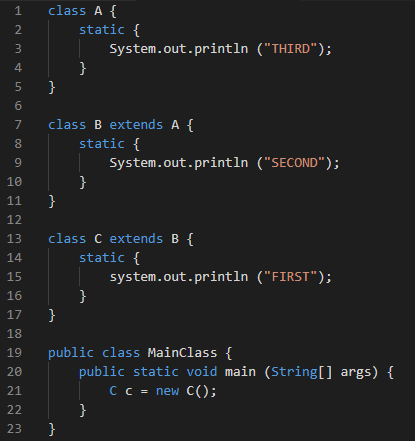 1 class A {
2 static {
3 System.out.println ("THIRD");
4 }
5 }
6
7 class B extends A {
8 static {
9 System.out.println ("SECOND");
10 }
11 }
12
13 class C extends B {
14 static {
15 system.out.println ("FIRST");
16 }
17 }
18
19 public class MainClass {
20 public static void main (String[] args) {
21 C c = new C();
22 }
23 }